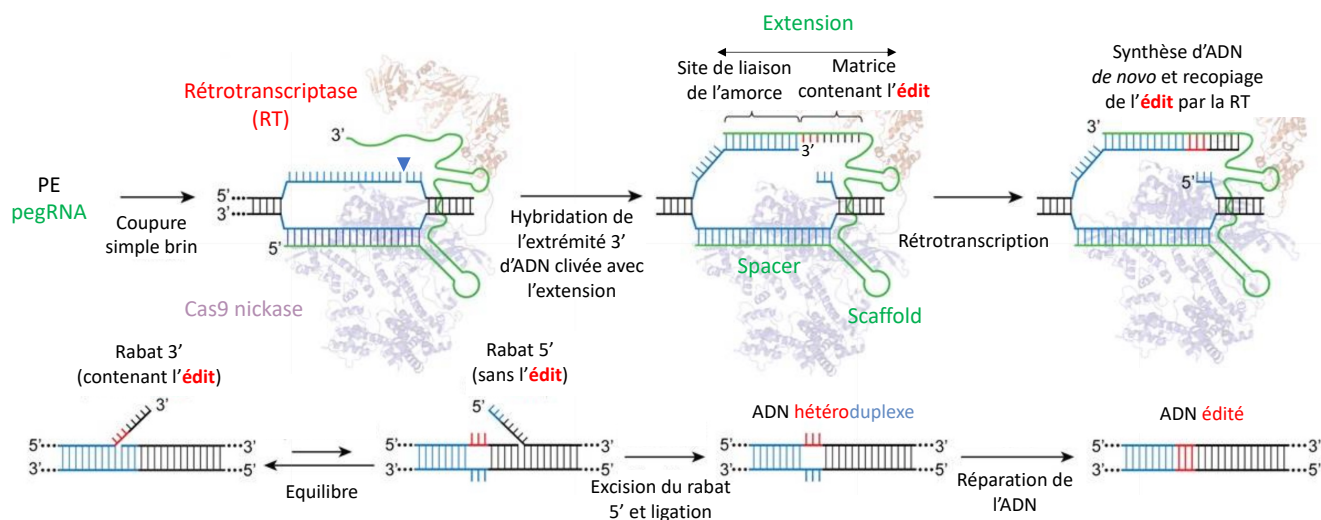 Extension
Site de liaison
de l'amorce
Matrice
contenant l'édit
Synthèse d'ADN
de novo et recopiage
de l'édit par la RT
Rétrotranscriptase
(RT)
3'
3'
3'
PE
pegRNA
Coupure
simple brin
5'
3'
5'
Cas9 nickase
Hybridation de
l'extrémité 3'
d'ADN clivée avec
l'extension
5'
3'
Spacer
Scaffold
Rétrotranscription
5'
5'
3'
Rabat 3'
(contenant l'édit)
3'
5'
3'
3'
5'
Equilibre
Rabat 5'
(sans l'édit)
5'
5'
3'
3'
5'
Excision du rabat
5' et ligation
ADN hétéroduplexe
5'
3'
3'
5'
Réparation de
l'ADN
ADN édité
5'
3'
3'
5'